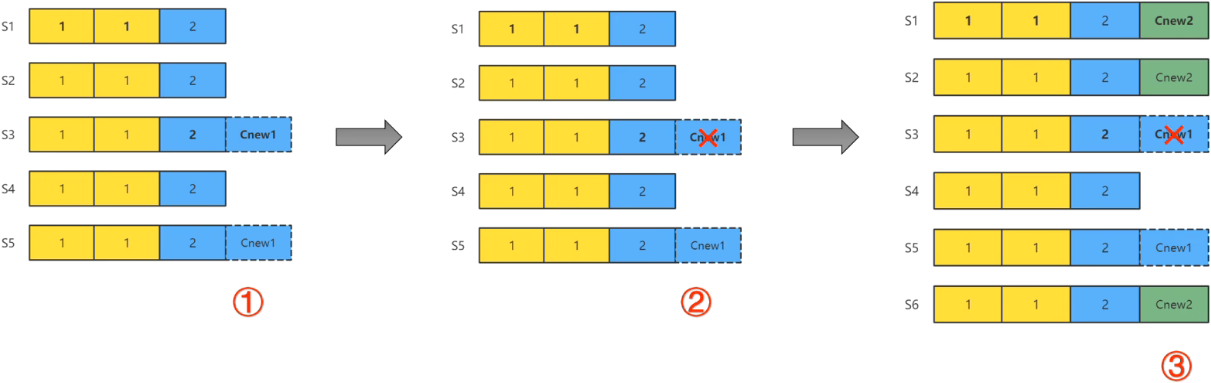 S1 1 1 2
S2 1 1 2
S3 1 1 2 Cnew1
S4 1 1 2
S5 1 1 2 Cnew1
①
S1 1 1 2
S2 1 1 2
S3 1 1 2 Cnew1
S4 1 1 2
S5 1 1 2 Cnew1
②
S1 1 1 2 Cnew2
S2 1 1 2 Cnew2
S3 1 1 2 Cnew1
S4 1 1 2
S5 1 1 2 Cnew1
S6 1 1 2 Cnew2
③